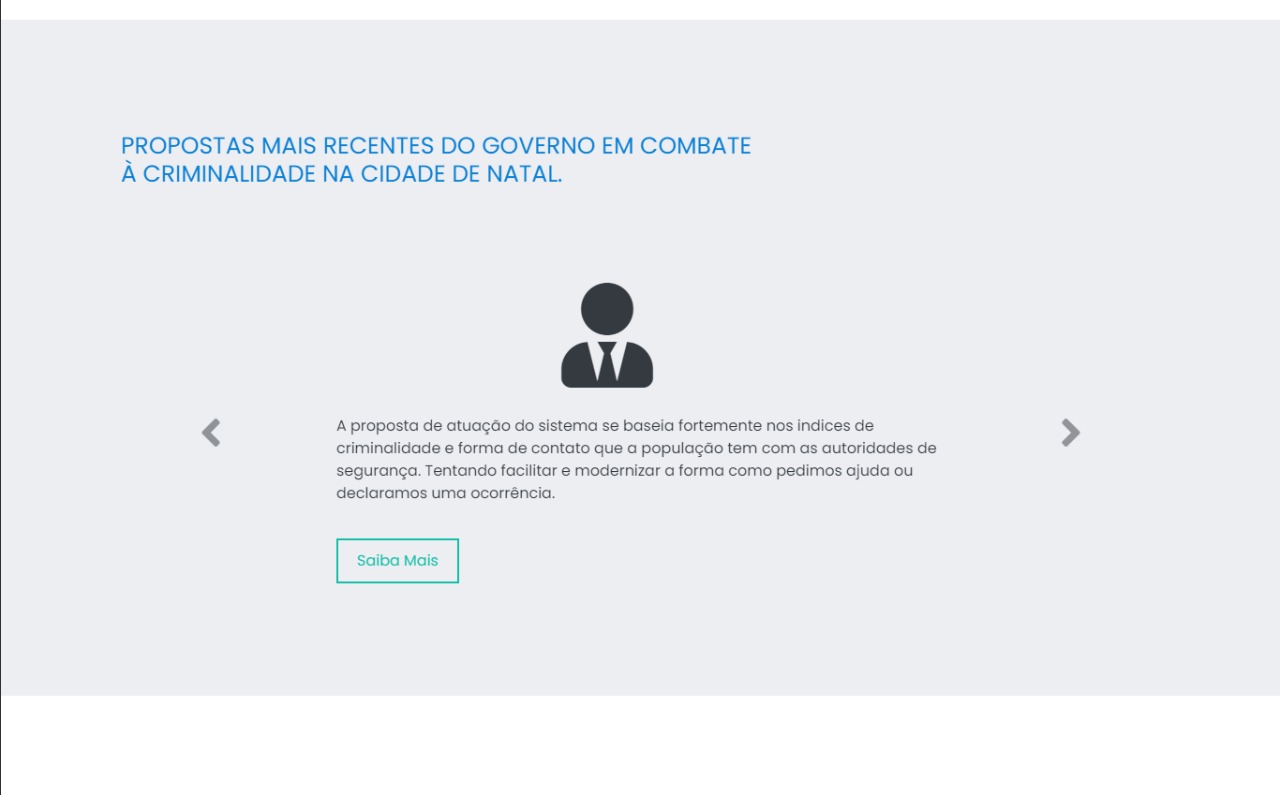 PROPOSTAS MAIS RECENTES DO GOVERNO EM COMBATE
À CRIMINALIDADE NA CIDADE DE NATAL.
A proposta de atuação do sistema se baseia fortemente nos indices de
criminalidade e forma de contato que a população tem com as autoridades de
segurança. Tentando facilitar e modernizar a forma como pedimos ajuda ou
declaramos uma ocorrência.
Saiba Mais